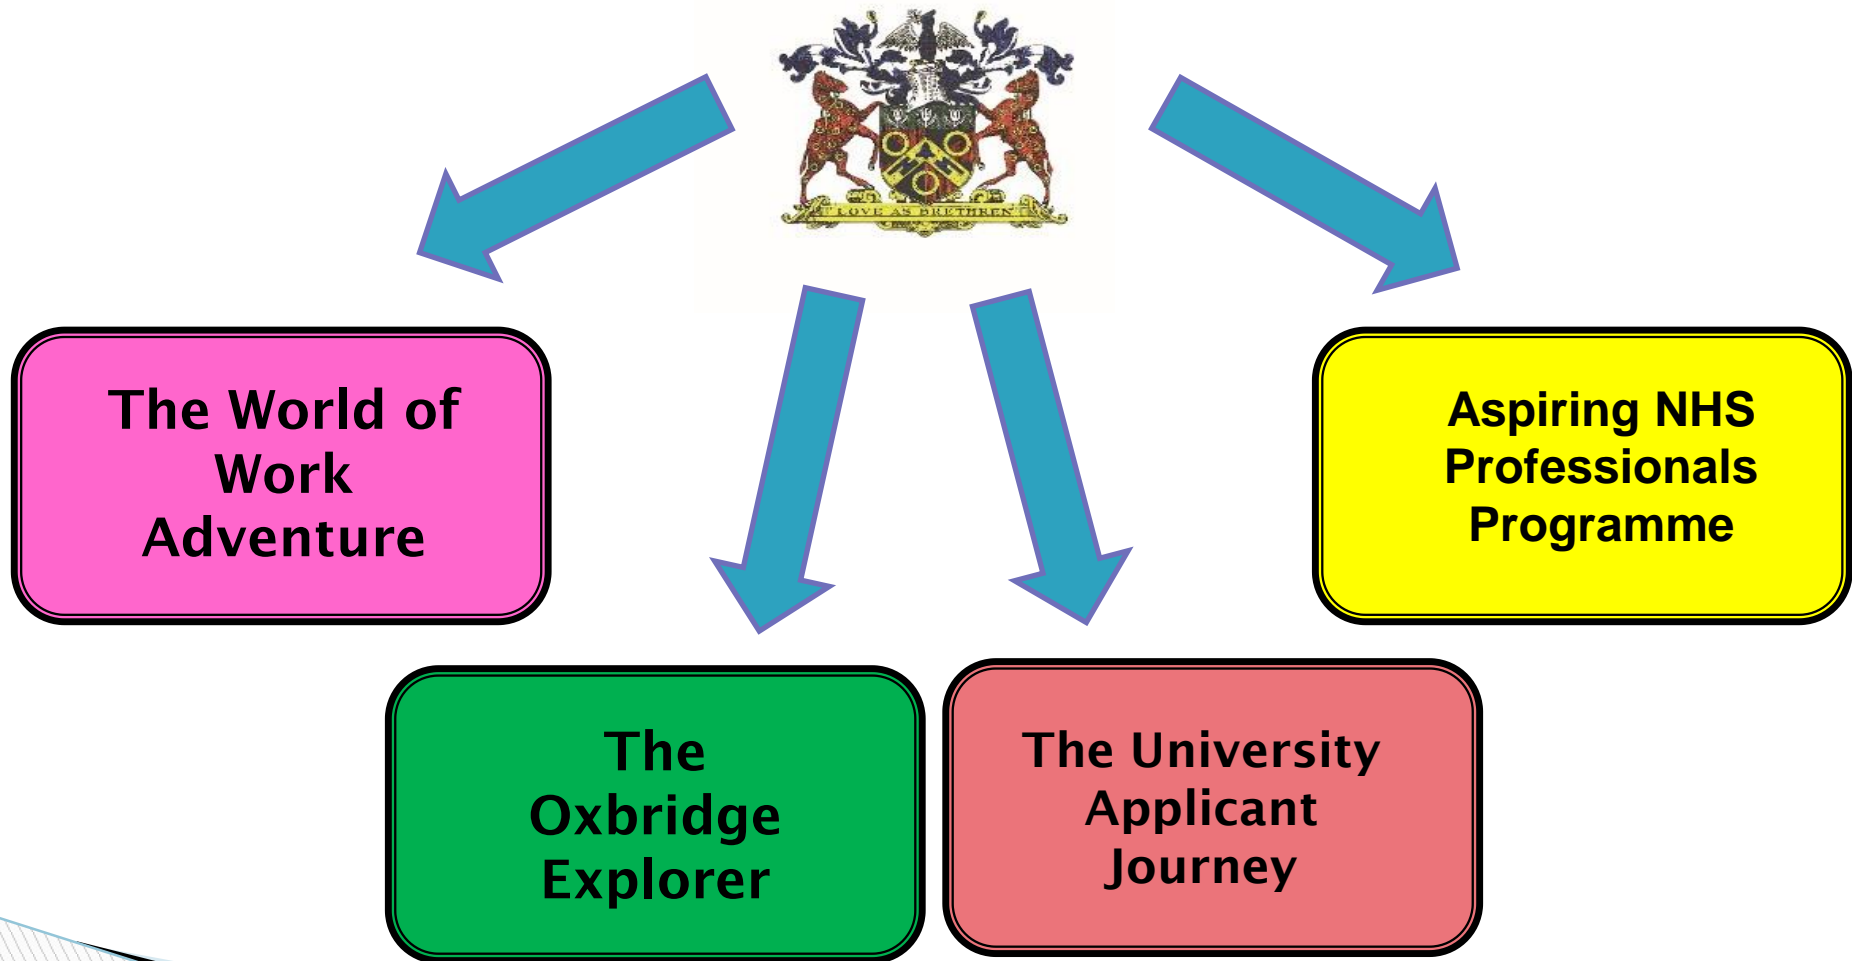 LOVE AS BRETHREN
The World of
Work
Adventure
Aspiring NHS
Professionals
Programme
The
Oxbridge
Explorer
The University
Applicant
Journey